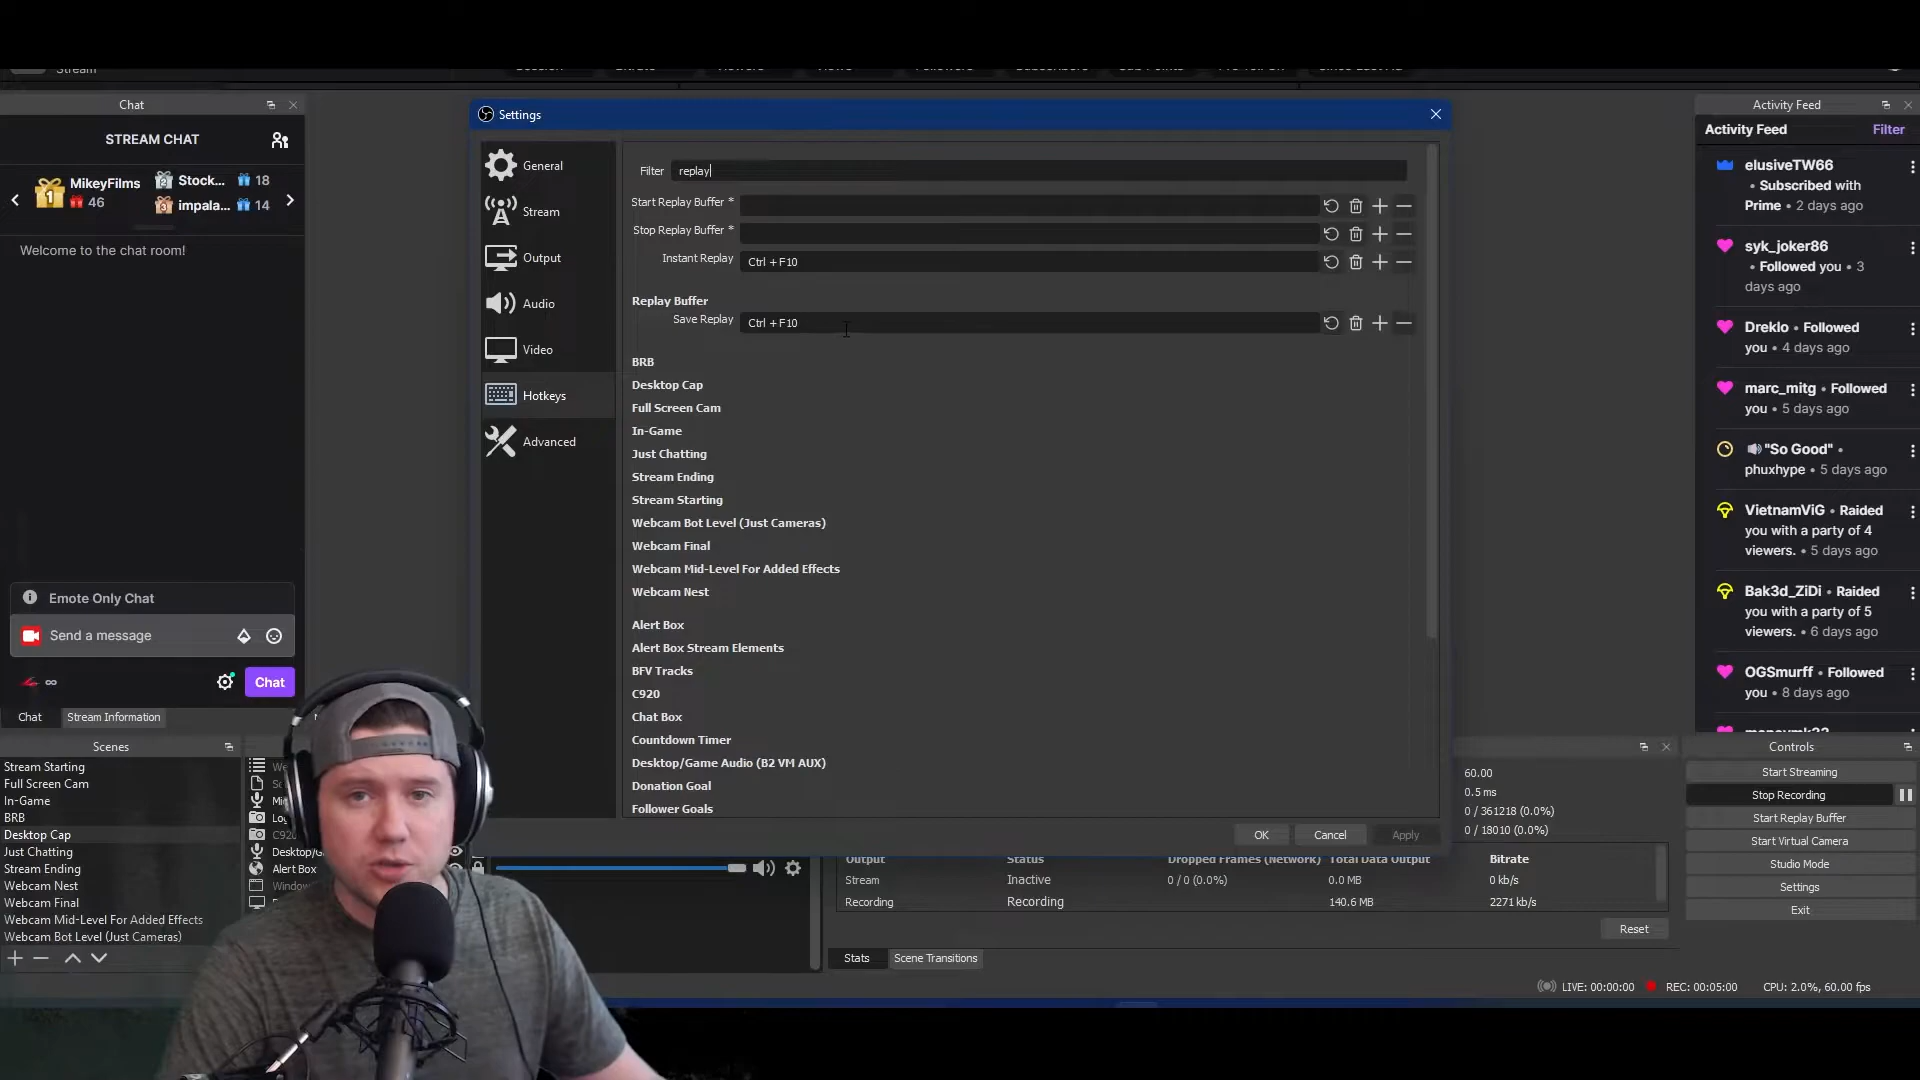 Stream
Chat
STREAM CHAT
MikeyFilms
46
Stock...
18
impala...
14
Welcome to the chat room!
Emote Only Chat
Send a message
Chat
Chat
Stream Information
Scenes
Stream Starting
Full Screen Cam
In-Game
BRB
Desktop Cap
Just Chatting
Stream Ending
Webcam Nest
Webcam Final
Webcam Mid-Level For Added Effects
Webcam Bot Level (Just Cameras)
C920
Desktop/G
Alert Box
Settings
General
Stream
Output
Audio
Video
Hotkeys
Advanced
Filter
replay
Start Replay Buffer *
Stop Replay Buffer *
Instant Replay
Ctrl + F10
Replay Buffer
Save Replay
Ctrl + F10
BRB
Desktop Cap
Full Screen Cam
In-Game
Just Chatting
Stream Ending
Stream Starting
Webcam Bot Level (Just Cameras)
Webcam Final
Webcam Mid-Level For Added Effects
Webcam Nest
Alert Box
Alert Box Stream Elements
BFV Tracks
C920
Chat Box
Countdown Timer
Desktop/Game Audio (B2 VM AUX)
Donation Goal
Follower Goals
OK
Cancel
Apply
60.00
0.5 ms
0 / 361218 (0.0%)
0 / 18010 (0.0%)
Output
Status
Dropped Frames (Network)
Total Data Output
Bitrate
Stream
Inactive
0 / 0 (0.0%)
0.0 MB
0 kb/s
Recording
Recording
140.6 MB
2271 kb/s
Reset
Stats
Scene Transitions
Activity Feed
Activity Feed
Filter
elusiveTW66
• Subscribed with
Prime • 2 days ago
syk_joker86
• Followed you • 3
days ago
Dreklo • Followed
you • 4 days ago
marc_mitg • Followed
you • 5 days ago
"So Good" •
phuxhype • 5 days ago
VietnamViG • Raided
you with a party of 4
viewers. • 5 days ago
Bak3d_ZiDi • Raided
you with a party of 5
viewers. • 6 days ago
OGSmurff • Followed
you • 8 days ago
Controls
Start Streaming
Stop Recording
Start Replay Buffer
Start Virtual Camera
Studio Mode
Settings
Exit
LIVE: 00:00:00
REC: 00:05:00
CPU: 2.0%, 60.00 fps